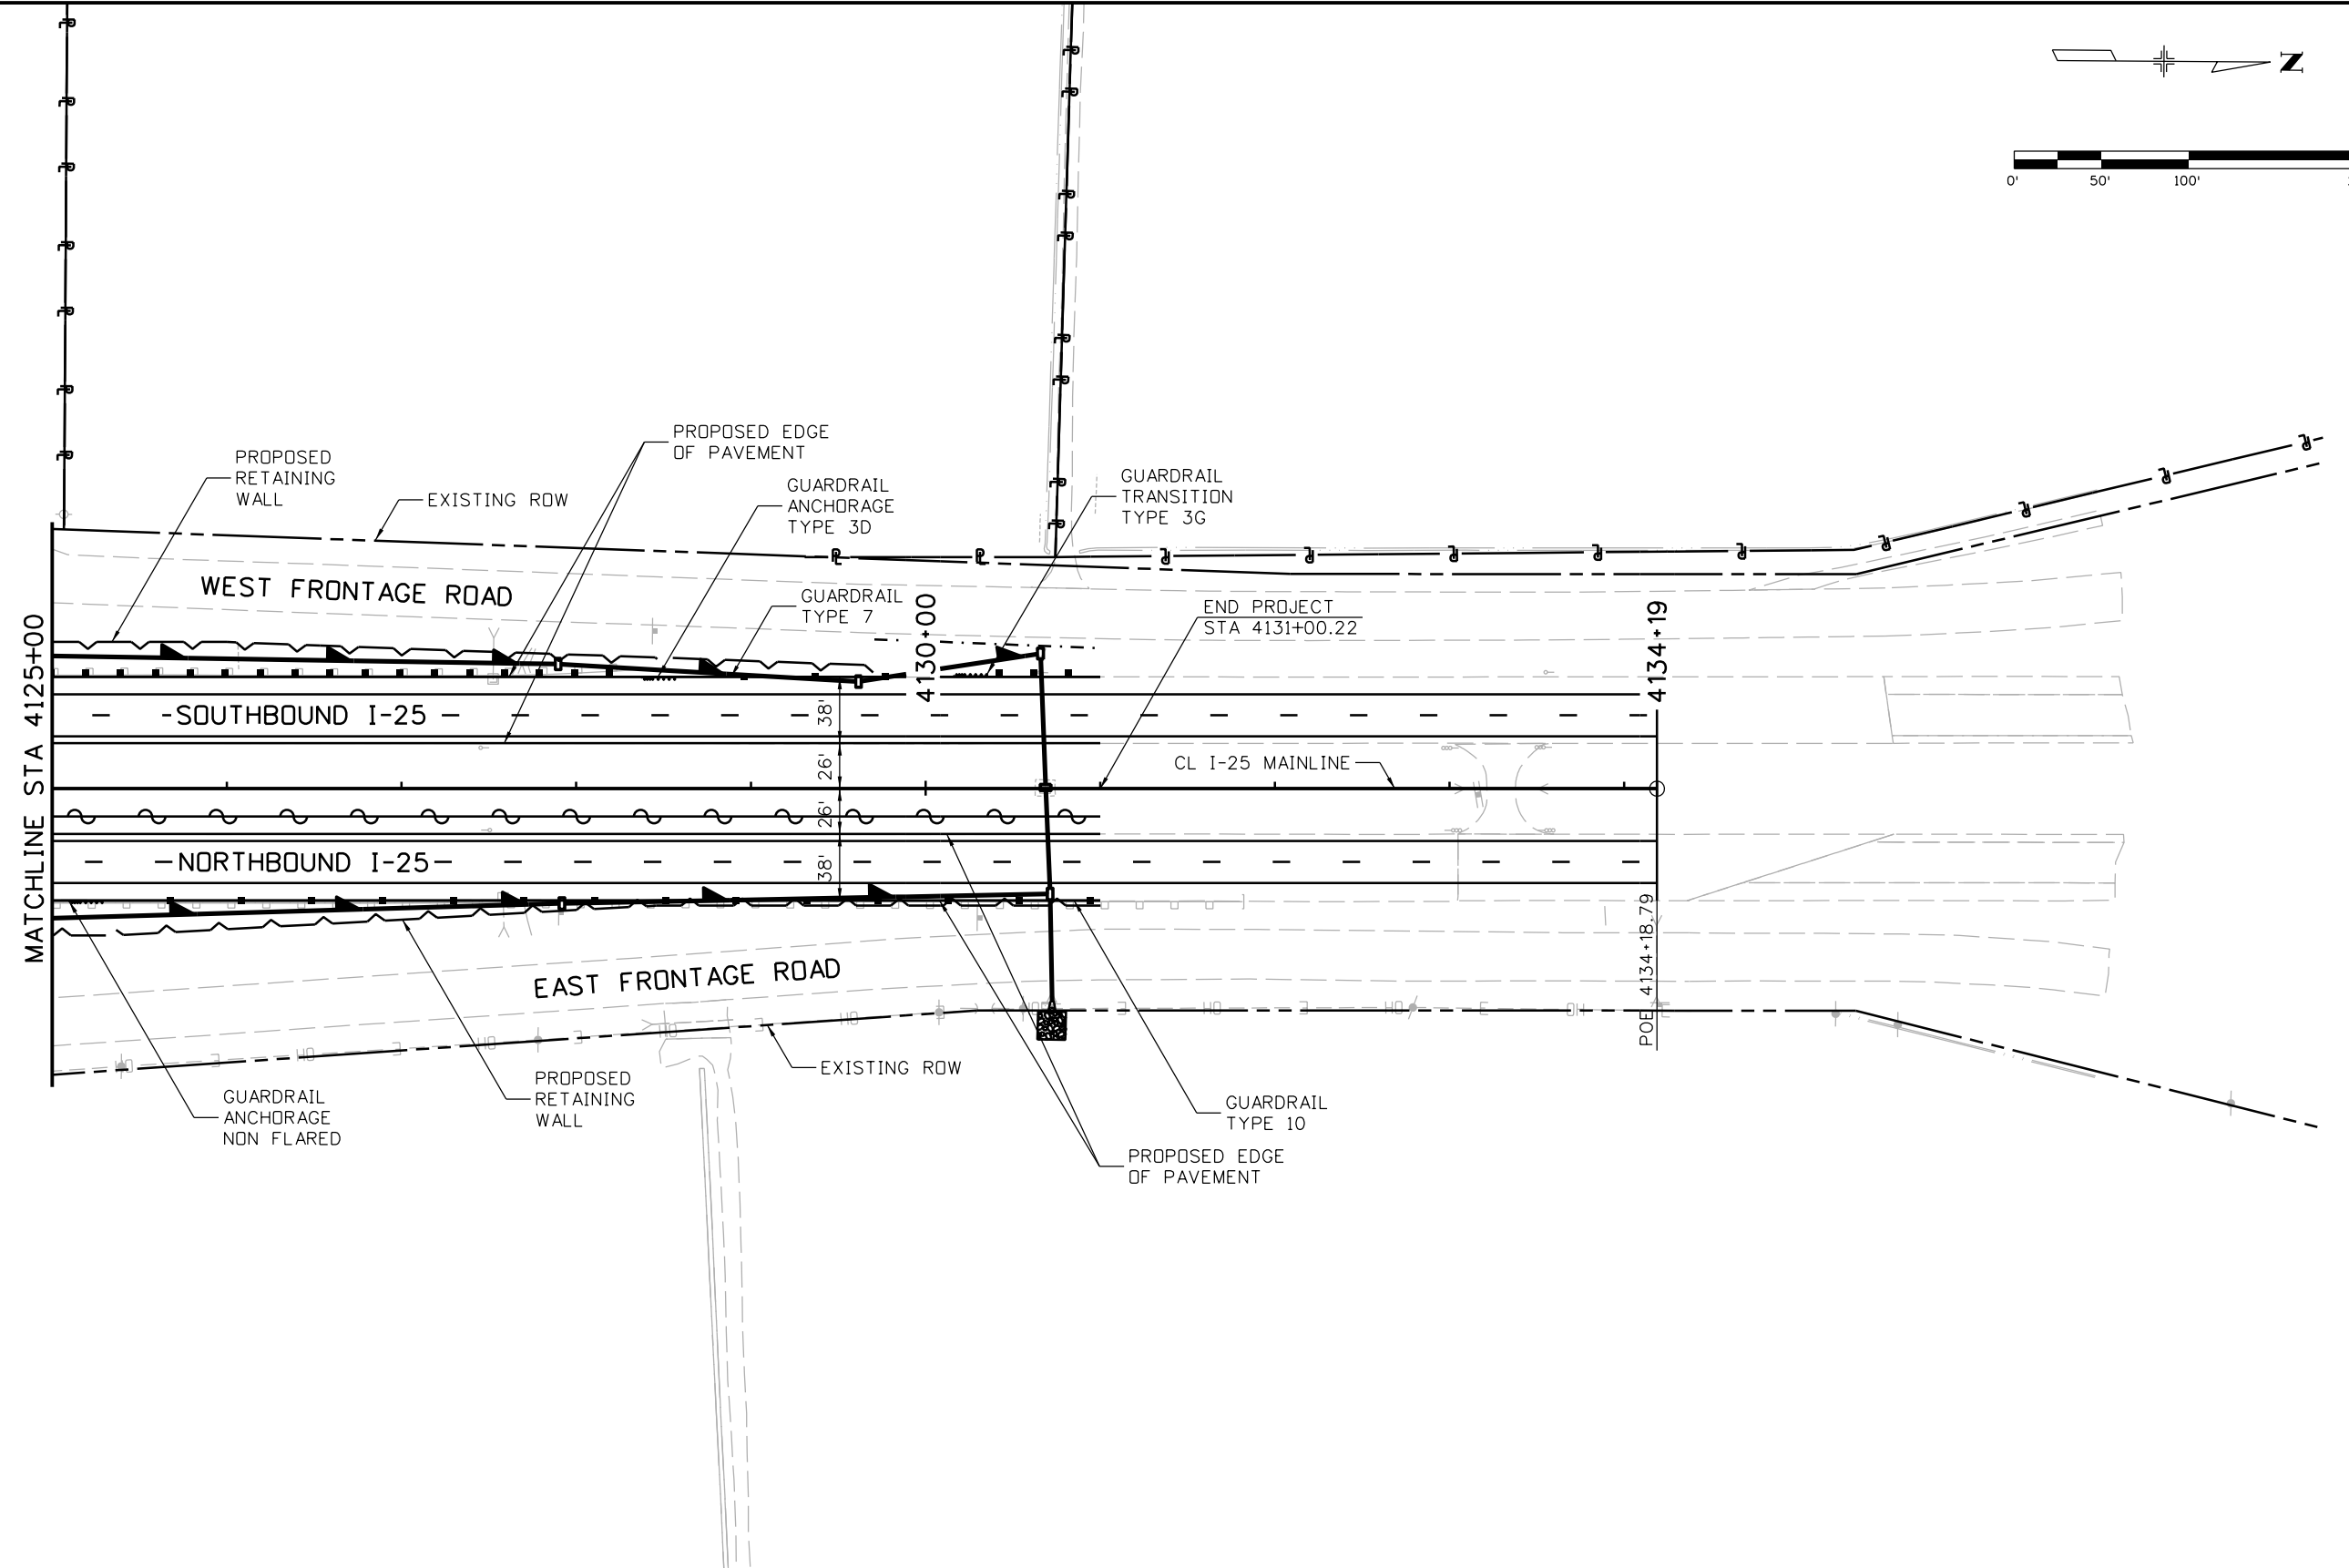 N
0'
50'
100'
PROPOSED EDGE
OF PAVEMENT
PROPOSED
RETAINING
WALL
EXISTING ROW
GUARDRAIL
ANCHORAGE
TYPE 3D
GUARDRAIL
TRANSITION
TYPE 3G
WEST FRONTAGE ROAD
GUARDRAIL
TYPE 7
4130+00
END PROJECT
STA 4131+00.22
4134+19
MATCHLINE STA 4125+00
SOUTHBOUND I-25
38'
26'
CL I-25 MAINLINE
26'
NORTHBOUND I-25
38'
POE 4134+18.79
EAST FRONTAGE ROAD
EXISTING ROW
GUARDRAIL
ANCHORAGE
NON FLARED
PROPOSED
RETAINING
WALL
GUARDRAIL
TYPE 10
PROPOSED EDGE
OF PAVEMENT